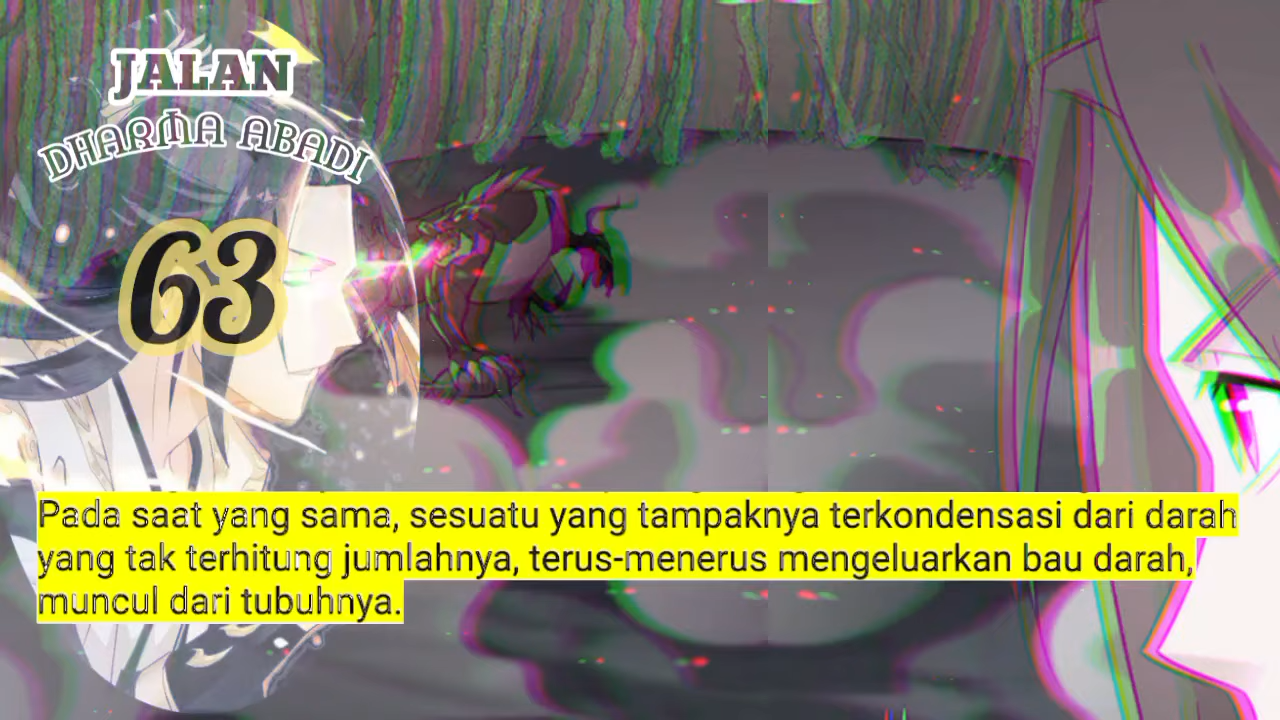 JALAN
DHARMA ABADI
63
Pada saat yang sama, sesuatu yang tampaknya terkondensasi dari darah
yang tak terhitung jumlahnya, terus-menerus mengeluarkan bau darah,
muncul dari tubuhnya.